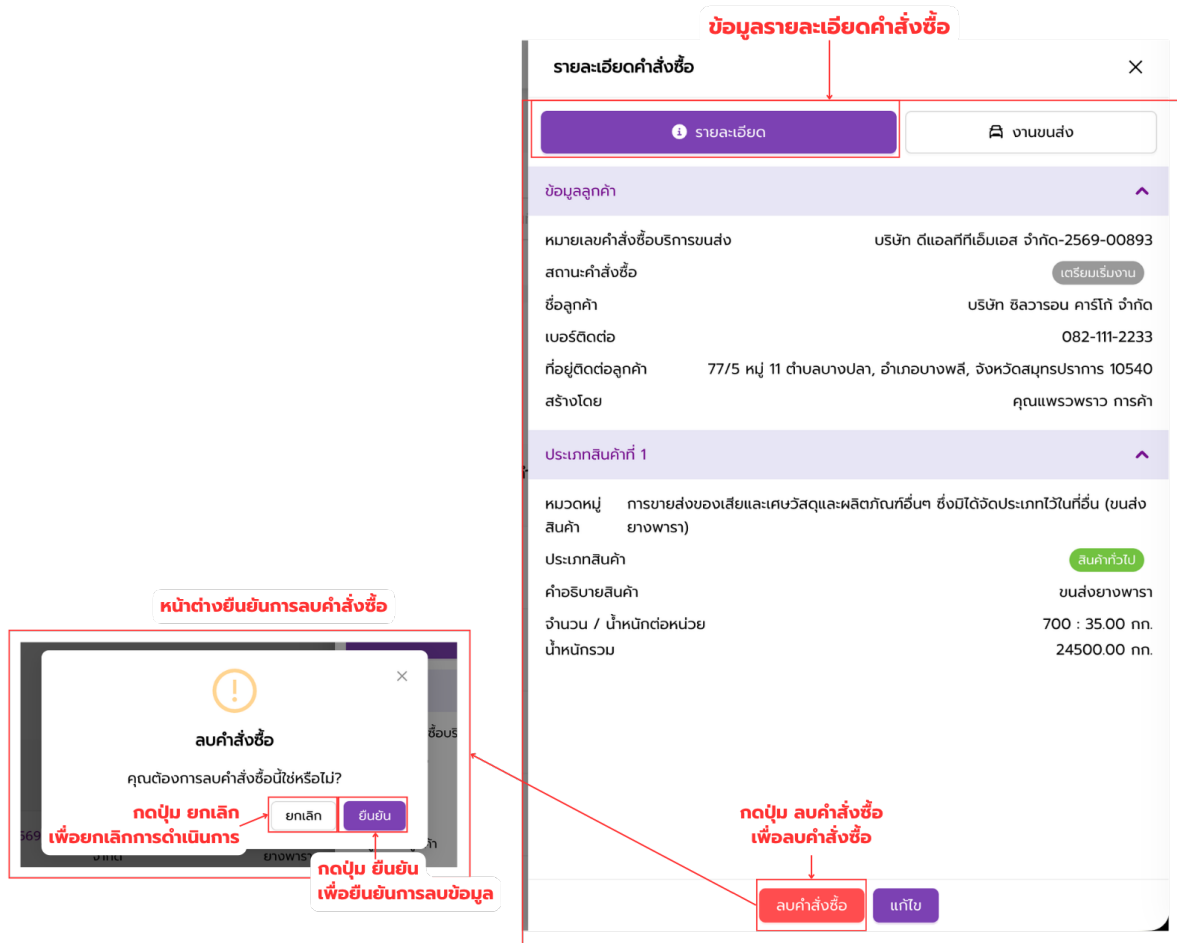 ข้อมูลรายละเอียดคำสั่งซื้อ
รายละเอียดคำสั่งซื้อ
รายละเอียด
งานขนส่ง
ข้อมูลลูกค้า
หมายเลขคำสั่งซื้อบริการขนส่ง บริษัท ดีแอลทีทีเอ็มเอส จำกัด-2569-00893
สถานะคำสั่งซื้อ เตรียมเริ่มงาน
ชื่อลูกค้า บริษัท ซิลวารอน คาร์โก้ จำกัด
เบอร์ติดต่อ 082-111-2233
ที่อยู่ติดต่อลูกค้า 77/5 หมู่ 11 ตำบลบางปลา, อำเภอบางพลี, จังหวัดสมุทรปราการ 10540
สร้างโดย คุณแพรวพราว การค้า
ประเภทสินค้าที่ 1
หมวดหมู่ การขายส่งของเสียและเศษวัสดุและผลิตภัณฑ์อื่นๆ ซึ่งมิได้จัดประเภทไว้ในที่อื่น (ขนส่ง
สินค้า ยางพารา)
ประเภทสินค้า สินค้าทั่วไป
คำอธิบายสินค้า ขนส่งยางพารา
จำนวน / น้ำหนักต่อหน่วย 700 : 35.00 กก.
น้ำหนักรวม 24500.00 กก.
กดปุ่ม ลบคำสั่งซื้อ
เพื่อลบคำสั่งซื้อ
ลบคำสั่งซื้อ
แก้ไข
หน้าต่างยืนยันการลบคำสั่งซื้อ
ลบคำสั่งซื้อ
คุณต้องการลบคำสั่งซื้อนี้ใช่หรือไม่?
กดปุ่ม ยกเลิก
เพื่อยกเลิกการดำเนินการ
ยกเลิก
ยืนยัน
กดปุ่ม ยืนยัน
เพื่อยืนยันการลบข้อมูล